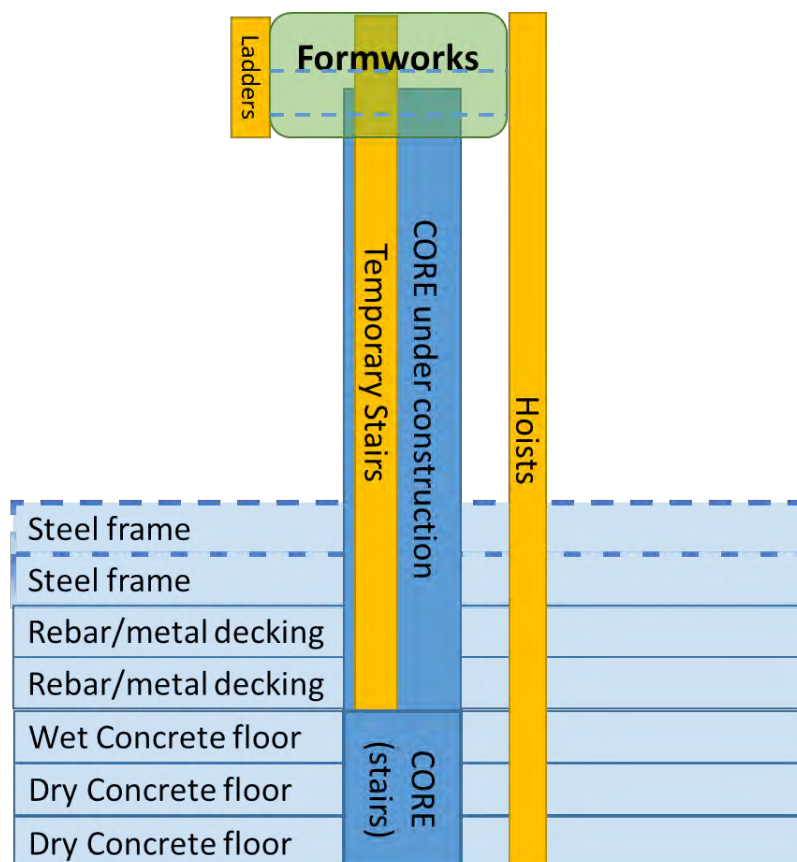 Ladders
Formworks
Temporary Stairs
CORE under construction
Hoists
Steel frame
Steel frame
Rebar/metal decking
Rebar/metal decking
Wet Concrete floor
Dry Concrete floor
Dry Concrete floor
CORE
(stairs)